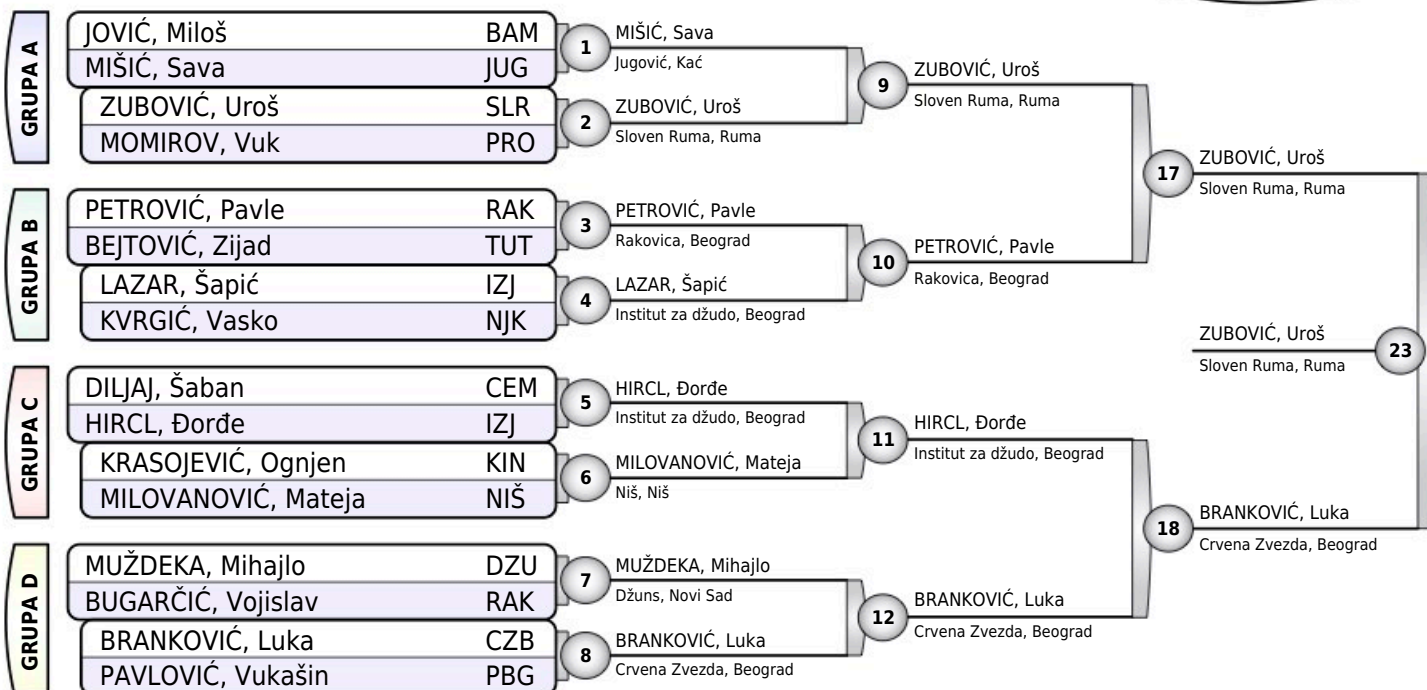 GRUPA A
JOVIĆ, Miloš BAM
MIŠIĆ, Sava JUG
ZUBOVIĆ, Uroš SLR
MOMIROV, Vuk PRO
1
MIŠIĆ, Sava
Jugović, Kać
2
ZUBOVIĆ, Uroš
Sloven Ruma, Ruma
9
ZUBOVIĆ, Uroš
Sloven Ruma, Ruma
GRUPA B
PETROVIĆ, Pavle RAK
BEJTOVIĆ, Zijad TUT
LAZAR, Šapić IZJ
KVRGIĆ, Vasko NJK
3
PETROVIĆ, Pavle
Rakovica, Beograd
4
LAZAR, Šapić
Institut za džudo, Beograd
10
PETROVIĆ, Pavle
Rakovica, Beograd
17
ZUBOVIĆ, Uroš
Sloven Ruma, Ruma
GRUPA C
DILJAJ, Šaban CEM
HIRCL, Đorđe IZJ
KRASOJEVIĆ, Ognjen KIN
MILOVANOVIĆ, Mateja NIŠ
5
HIRCL, Đorđe
Institut za džudo, Beograd
6
MILOVANOVIĆ, Mateja
Niš, Niš
11
HIRCL, Đorđe
Institut za džudo, Beograd
GRUPA D
MUŽDEKA, Mihajlo DZU
BUGARČIĆ, Vojislav RAK
BRANKOVIĆ, Luka CZB
PAVLOVIĆ, Vukašin PBG
7
MUŽDEKA, Mihajlo
Džuns, Novi Sad
8
BRANKOVIĆ, Luka
Crvena Zvezda, Beograd
12
BRANKOVIĆ, Luka
Crvena Zvezda, Beograd
18
BRANKOVIĆ, Luka
Crvena Zvezda, Beograd
ZUBOVIĆ, Uroš
Sloven Ruma, Ruma
23